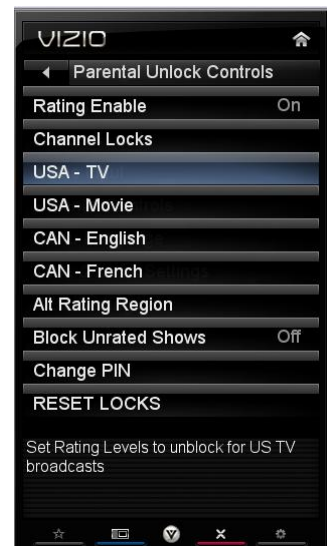 VIZIO
Parental Unlock Controls
Rating Enable On
Channel Locks
USA - TV
USA - Movie
CAN - English
CAN - French
Alt Rating Region
Block Unrated Shows Off
Change PIN
RESET LOCKS
Set Rating Levels to unblock for US TV
broadcasts
V